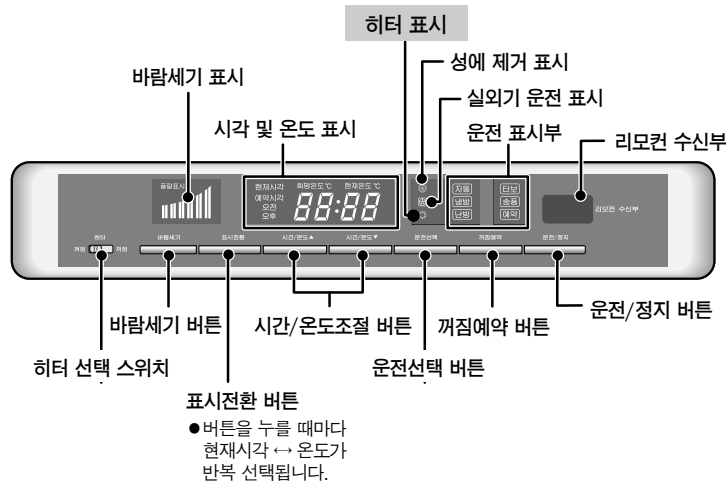 히터 표시
성에 제거 표시
바람세기 표시
실외기 운전 표시
시각 및 온도 표시
운전 표시부
리모컨 수신부
풍량표시
현재시각 희망온도℃ 현재온도℃
예약시각
오전
오후
88:88
자동 터보
냉방 송풍
난방 예약
리모컨 수신부
히터
꺼짐 켜짐
바람세기 표시전환 시간/온도▲ 시간/온도▼ 운전선택 꺼짐예약 운전/정지
바람세기 버튼
시간/온도조절 버튼
꺼짐예약 버튼
운전/정지 버튼
히터 선택 스위치
운전선택 버튼
표시전환 버튼
●버튼을 누를 때마다
현재시각 ↔ 온도가
반복 선택됩니다.